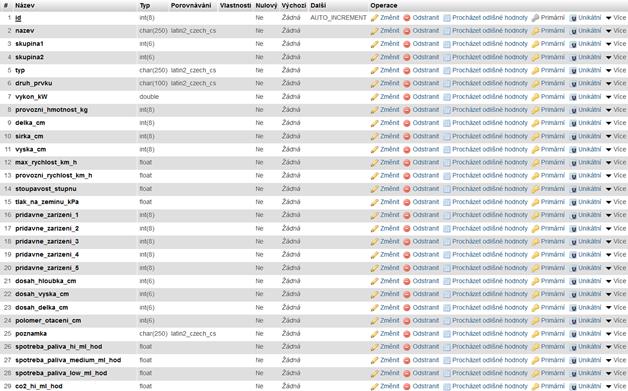 # Název Typ Porovnání Vlastnosti Nulový Výchozí Další Operace
1 id int(8) Ne Žádná AUTO_INCREMENT Změnit Odstranit Procházet odlišné hodnoty Primární Unikátní Více
2 nazev char(250) latin2_czech_cs Ne Žádná Změnit Odstranit Procházet odlišné hodnoty Primární Unikátní Více
3 skupina1 int(6) Ne Žádná Změnit Odstranit Procházet odlišné hodnoty Primární Unikátní Více
4 skupina2 int(6) Ne Žádná Změnit Odstranit Procházet odlišné hodnoty Primární Unikátní Více
5 typ char(250) latin2_czech_cs Ne Žádná Změnit Odstranit Procházet odlišné hodnoty Primární Unikátní Více
6 druh_prvku char(100) latin2_czech_cs Ne Žádná Změnit Odstranit Procházet odlišné hodnoty Primární Unikátní Více
7 vykon_kW double Ne Žádná Změnit Odstranit Procházet odlišné hodnoty Primární Unikátní Více
8 provozni_hmotnost_kg int(8) Ne Žádná Změnit Odstranit Procházet odlišné hodnoty Primární Unikátní Více
9 delka_cm int(8) Ne Žádná Změnit Odstranit Procházet odlišné hodnoty Primární Unikátní Více
10 sirka_cm int(8) Ne Žádná Změnit Odstranit Procházet odlišné hodnoty Primární Unikátní Více
11 vyska_cm int(8) Ne Žádná Změnit Odstranit Procházet odlišné hodnoty Primární Unikátní Více
12 max_rychlost_km_h float Ne Žádná Změnit Odstranit Procházet odlišné hodnoty Primární Unikátní Více
13 provozni_rychlost_km_h float Ne Žádná Změnit Odstranit Procházet odlišné hodnoty Primární Unikátní Více
14 stoupavost_stupnu float Ne Žádná Změnit Odstranit Procházet odlišné hodnoty Primární Unikátní Více
15 tlak_na_zeminu_kPa float Ne Žádná Změnit Odstranit Procházet odlišné hodnoty Primární Unikátní Více
16 pridavne_zarizeni_1 int(8) Ne Žádná Změnit Odstranit Procházet odlišné hodnoty Primární Unikátní Více
17 pridavne_zarizeni_2 int(8) Ne Žádná Změnit Odstranit Procházet odlišné hodnoty Primární Unikátní Více
18 pridavne_zarizeni_3 int(8) Ne Žádná Změnit Odstranit Procházet odlišné hodnoty Primární Unikátní Více
19 pridavne_zarizeni_4 int(8) Ne Žádná Změnit Odstranit Procházet odlišné hodnoty Primární Unikátní Více
20 pridavne_zarizeni_5 int(8) Ne Žádná Změnit Odstranit Procházet odlišné hodnoty Primární Unikátní Více
21 dosah_hloubka_cm int(6) Ne Žádná Změnit Odstranit Procházet odlišné hodnoty Primární Unikátní Více
22 dosah_vyska_cm int(6) Ne Žádná Změnit Odstranit Procházet odlišné hodnoty Primární Unikátní Více
23 dosah_delka_cm int(6) Ne Žádná Změnit Odstranit Procházet odlišné hodnoty Primární Unikátní Více
24 polomer_otaceni_cm int(6) Ne Žádná Změnit Odstranit Procházet odlišné hodnoty Primární Unikátní Více
25 poznamka char(250) latin2_czech_cs Ne Žádná Změnit Odstranit Procházet odlišné hodnoty Primární Unikátní Více
26 spotreba_paliva_hi_ml_hod float Ne Žádná Změnit Odstranit Procházet odlišné hodnoty Primární Unikátní Více
27 spotreba_paliva_medium_ml_hod float Ne Žádná Změnit Odstranit Procházet odlišné hodnoty Primární Unikátní Více
28 spotreba_paliva_low_ml_hod float Ne Žádná Změnit Odstranit Procházet odlišné hodnoty Primární Unikátní Více
29 co2_hi_ml_hod float Ne Žádná Změnit Odstranit Procházet odlišné hodnoty Primární Unikátní Více